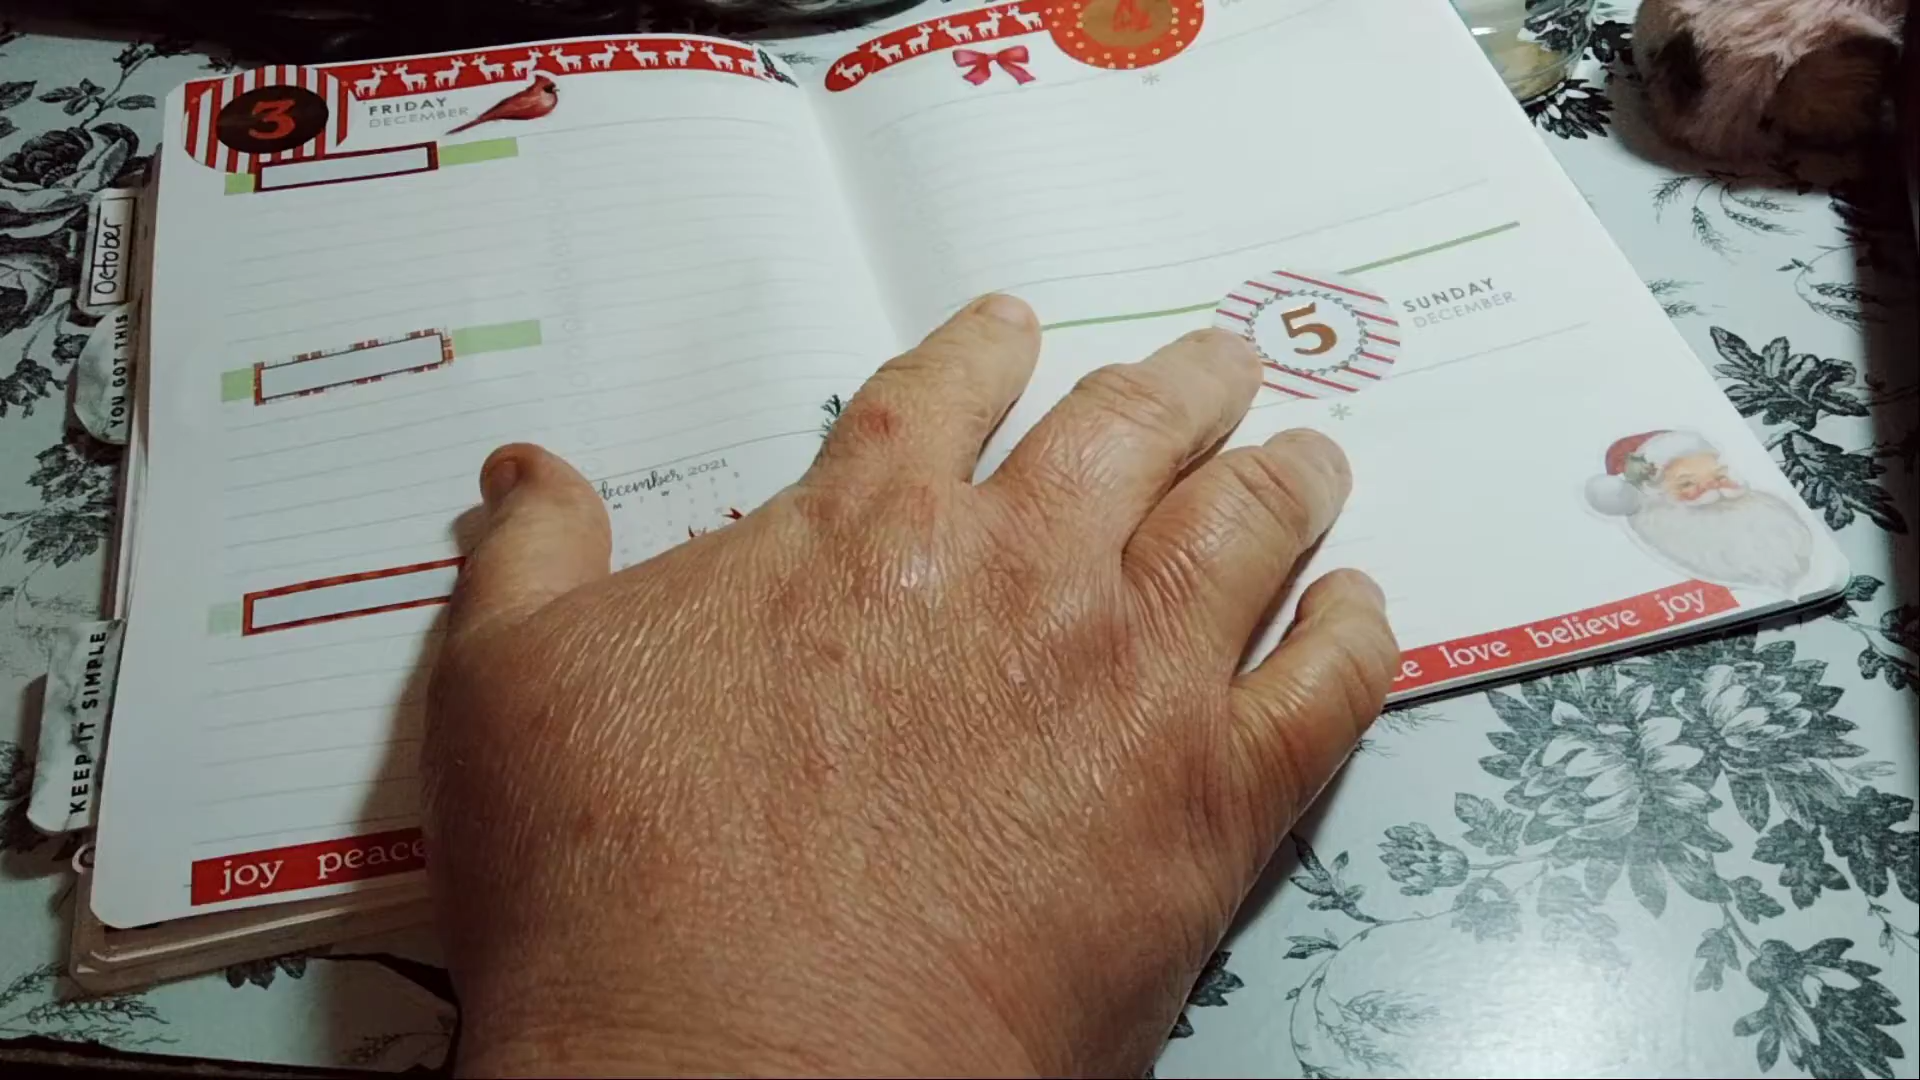 3
FRIDAY
DECEMBER
4
October
YOU GOT THIS
KEEP IT SIMPLE
december 2021
M T W
joy peace
5
SUNDAY
DECEMBER
love believe joy